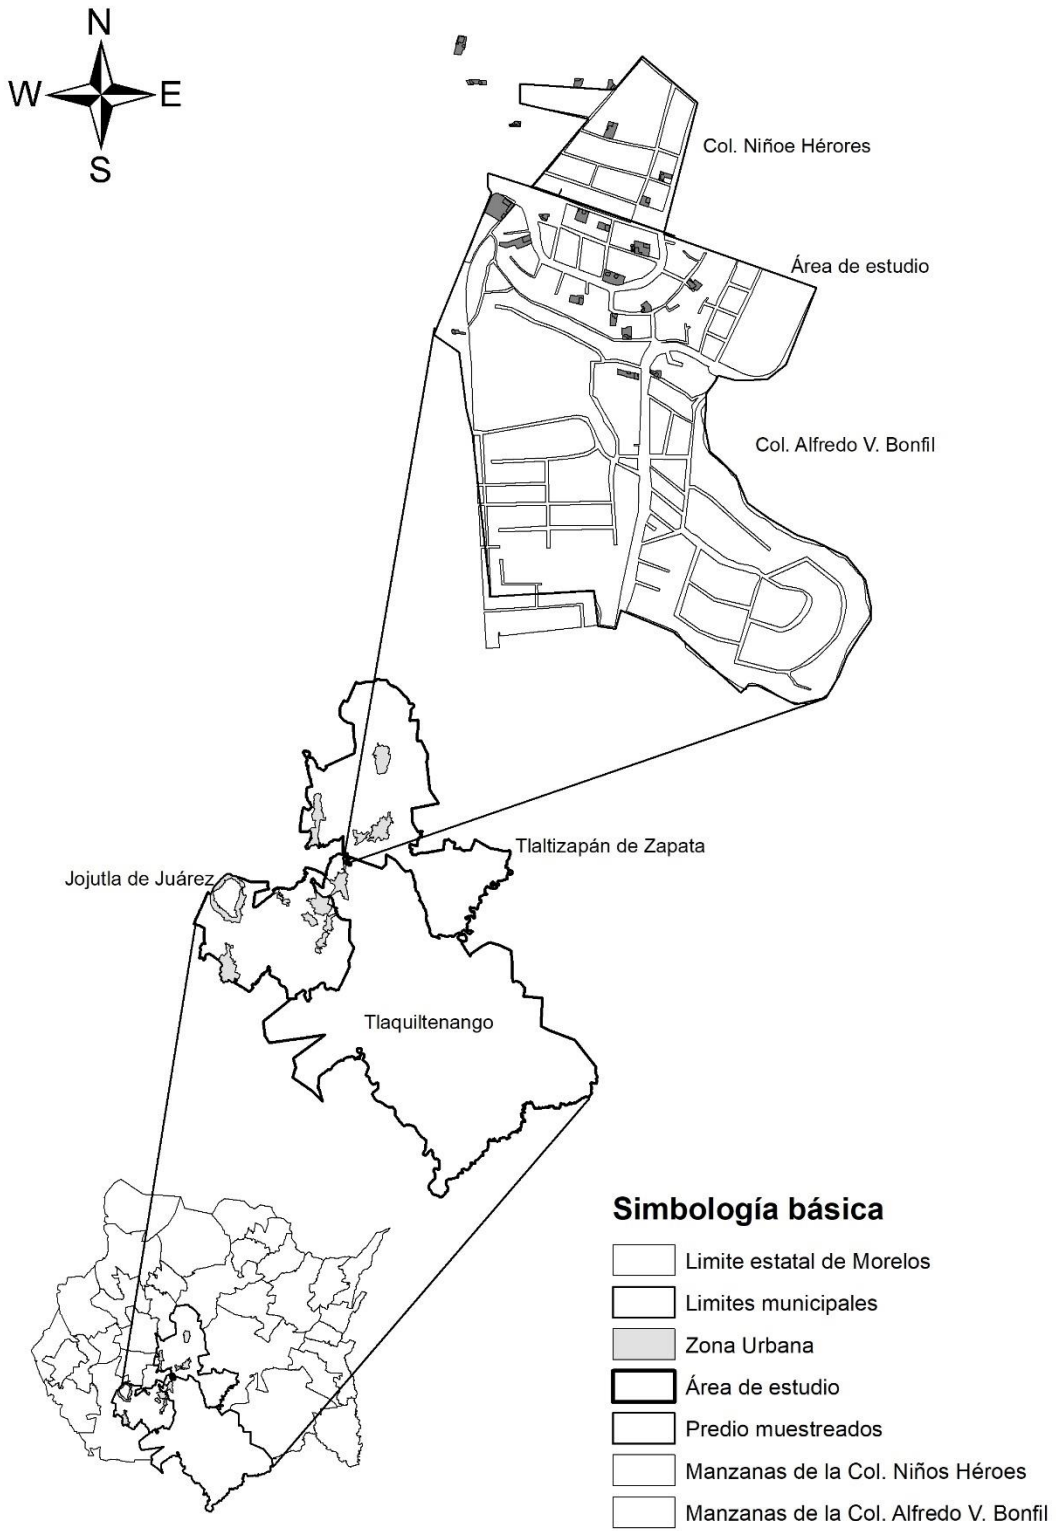 N
W E
S
Col. Niñoe Hérores
Área de estudio
Col. Alfredo V. Bonfil
Tlaltizapán de Zapata
Jojutla de Juárez
Tlaquiltenango
Simbología básica
Limite estatal de Morelos
Limites municipales
Zona Urbana
Área de estudio
Predio muestreados
Manzanas de la Col. Niños Héroes
Manzanas de la Col. Alfredo V. Bonfil